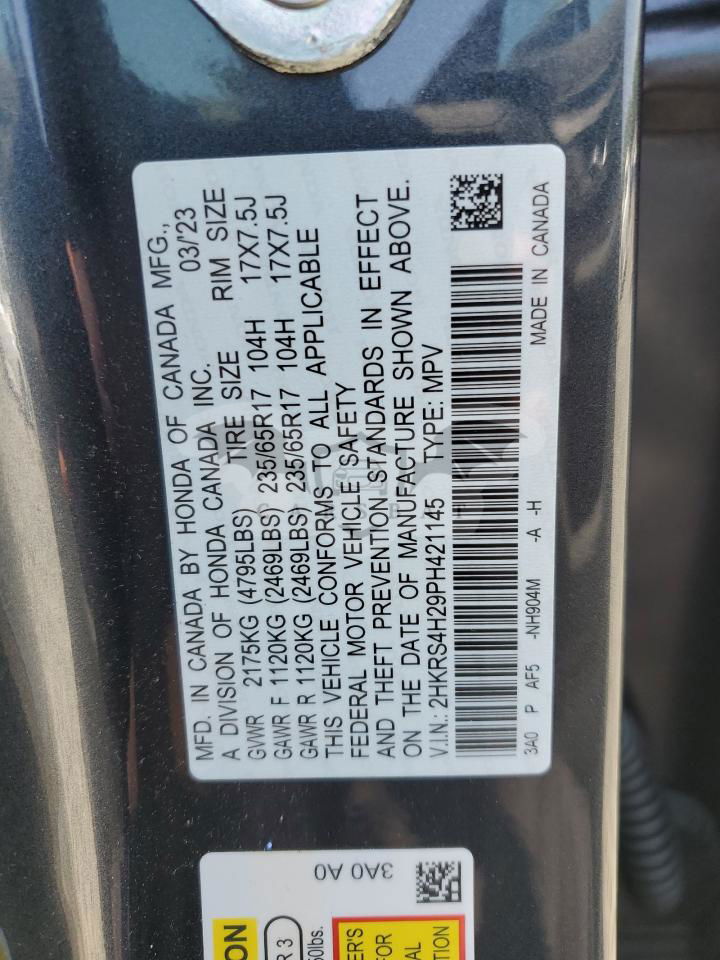 MFD. IN CANADA BY HONDA OF CANADA MFG.,
A DIVISION OF HONDA CANADA INC. 03/'23
GVWR 2175KG (4795LBS) TIRE SIZE RIM SIZE
GAWR F 1120KG (2469LBS) 235/65R17 104H 17X7.5J
GAWR R 1120KG (2469LBS) 235/65R17 104H 17X7.5J
THIS VEHICLE CONFORMS TO ALL APPLICABLE
FEDERAL MOTOR VEHICLE SAFETY
AND THEFT PREVENTION STANDARDS IN EFFECT
ON THE DATE OF MANUFACTURE SHOWN ABOVE.
V.I.N.: 2HKRS4H29PH421145 TYPE: MPV
3A0 P AF5 -NH904M -A -H
MADE IN CANADA
3A0 A0